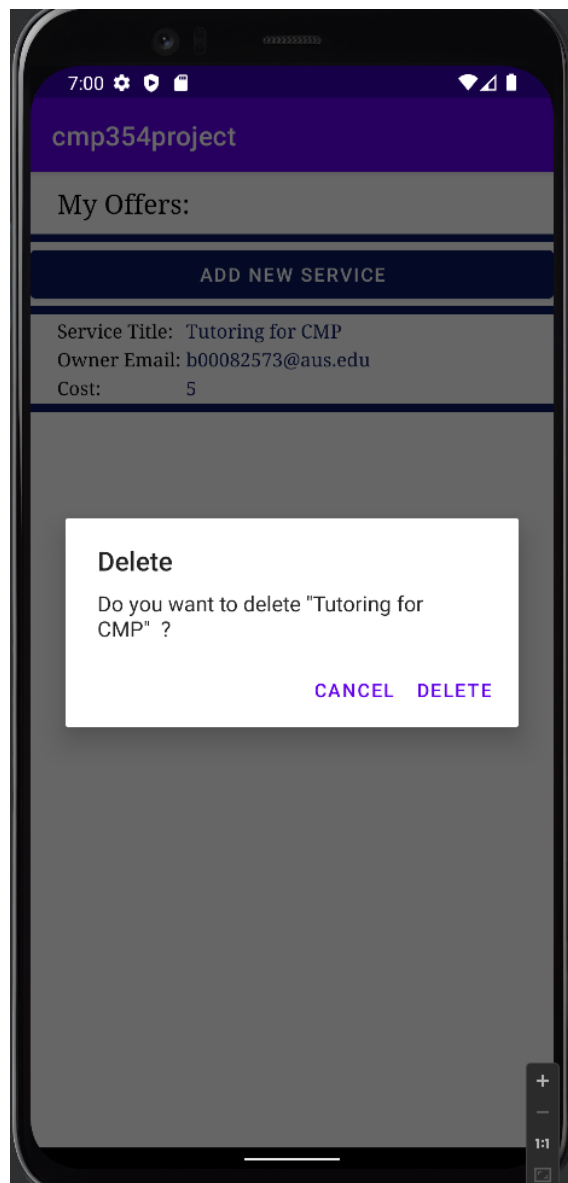 7:00
cmp354project
My Offers:
ADD NEW SERVICE
Service Title: Tutoring for CMP
Owner Email: b00082573@aus.edu
Cost: 5
Delete
Do you want to delete "Tutoring for
CMP" ?
CANCEL DELETE
+
−
1:1